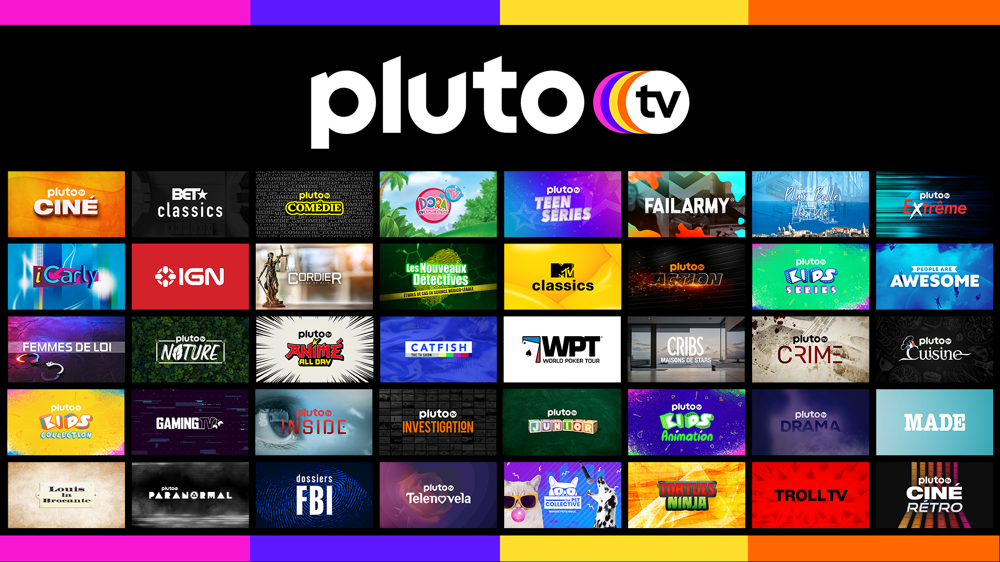 pluto tv
pluto tv
CINÉ
BET★
classics
pluto tv
COMÉDIE
DORA TV
L'EXPLORATRICE
pluto tv
TEEN
SÉRIES
FAILARMY®
Plus Belle
la vie
pluto tv
Extrême
iCarly
IGN
LES
CORDIER
JUGE ET FLIC
Les Nouveaux
Détectives
ÉTUDES DE CAS EN SCIENCE MÉDICO-LÉGALE
MTV
classics
pluto tv
ACTION
pluto tv
KIDS
SÉRIES
PEOPLE ARE
AWESOME
FEMMES DE LOI
pluto tv
NATURE
pluto tv
ANIMÉ
ALL DAY
CATFISH
THE TV SHOW
WPT
WORLD POKER TOUR
CRIBS
MAISONS DE STARS
pluto tv
CRIME
pluto tv
Cuisine
pluto tv
KIDS
COLLECTION
GAMINGTV
pluto tv
INSIDE
pluto tv
INVESTIGATION
pluto tv
JUNIOR
pluto tv
KIDS
Animation
pluto tv
DRAMA
MADE
Louis
la
Brocante
pluto tv
PARANORMAL
dossiers
FBI
pluto tv
Telenovela
THE PET
COLLECTIVE
WHERE PETS RULE.
TORTUES
NINJA
TROLLTV
pluto tv
CINÉ
RÉTRO